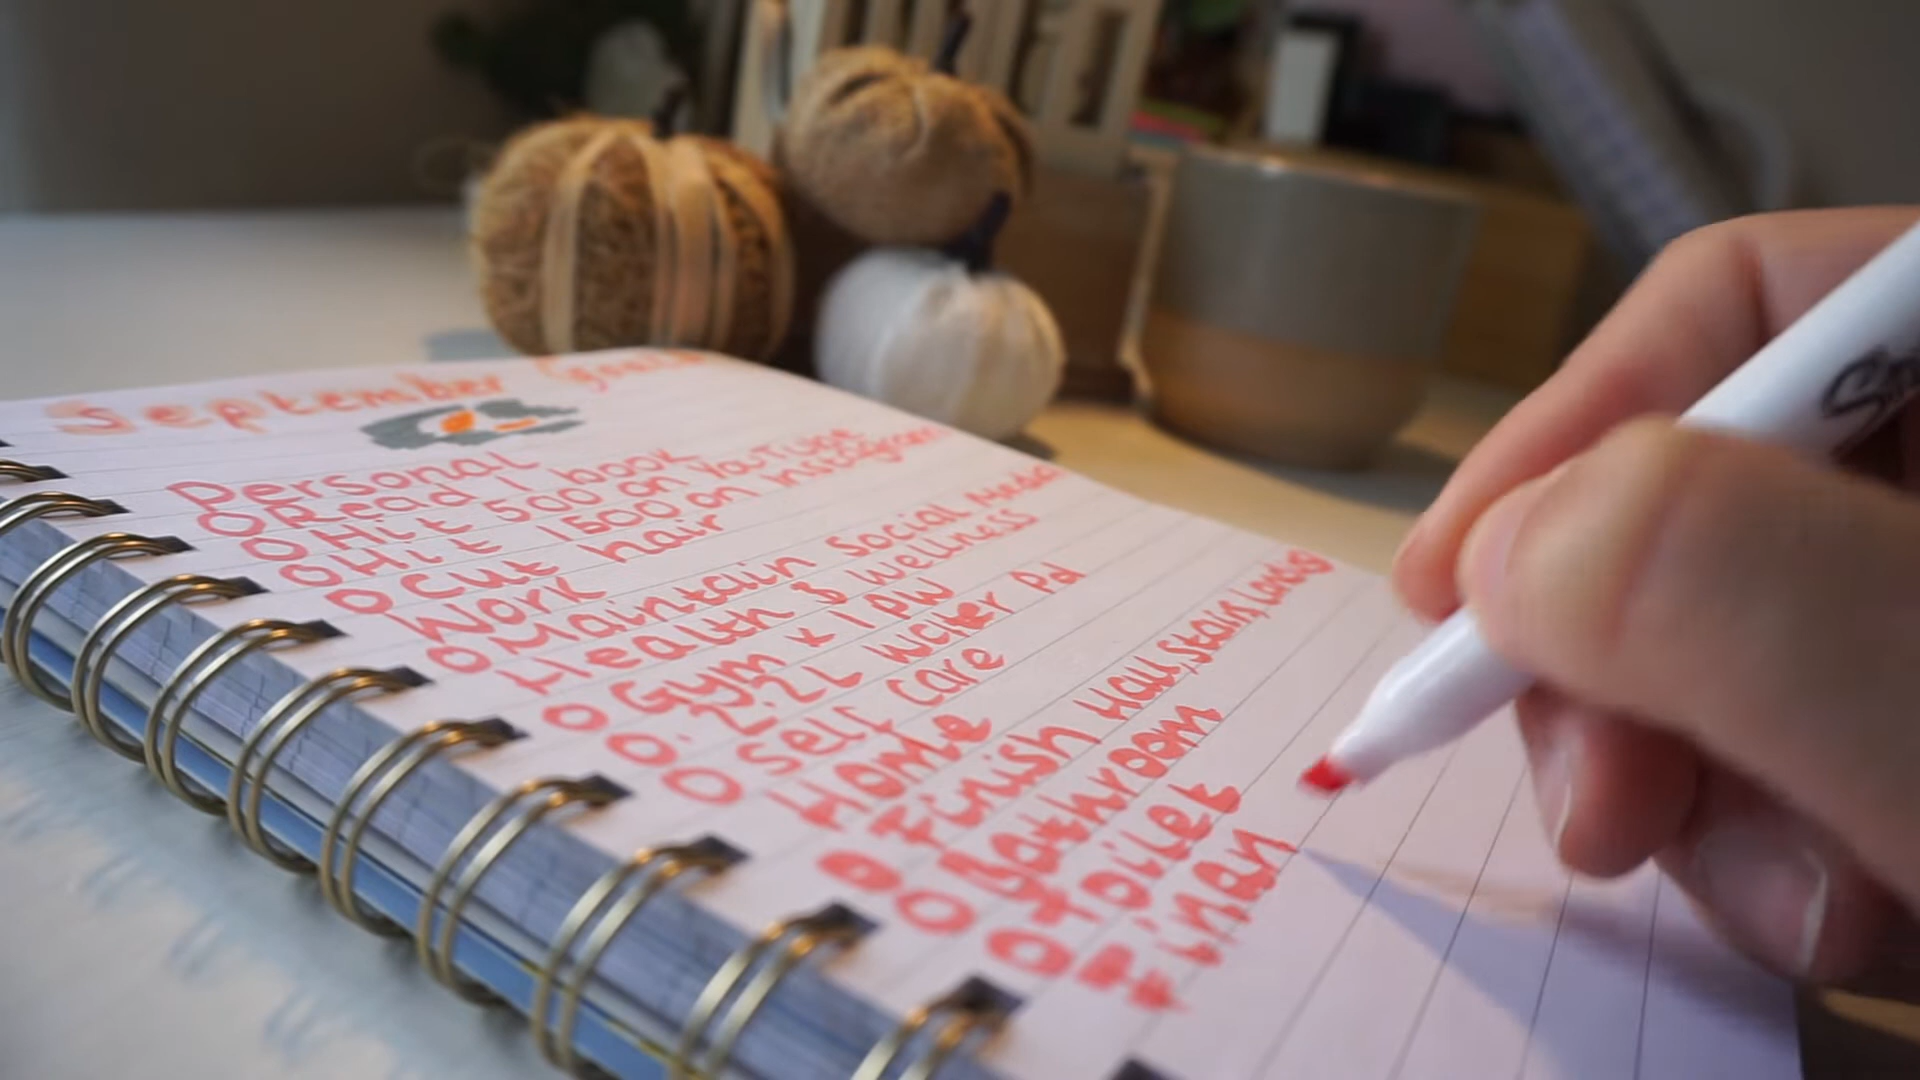 September Goals
Personal
O Read 1 book
O Hit 500 on YouTube
O Hit 1500 on Instagram
O Cut hair
Work
O Maintain Social Media
Health & Wellness
O Gym x 1 PW
O 2.2L water Pd
O Self Care
Home
O Finish Hall, Stairs, Landing
O Bathroom
O Toilet
Finan